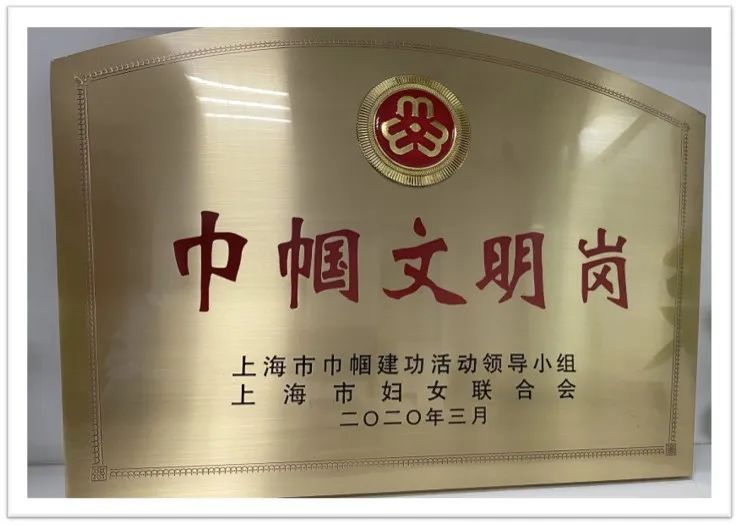 巾帼文明岗
上海市巾帼建功活动领导小组
上海市妇女联合会
二〇二〇年三月